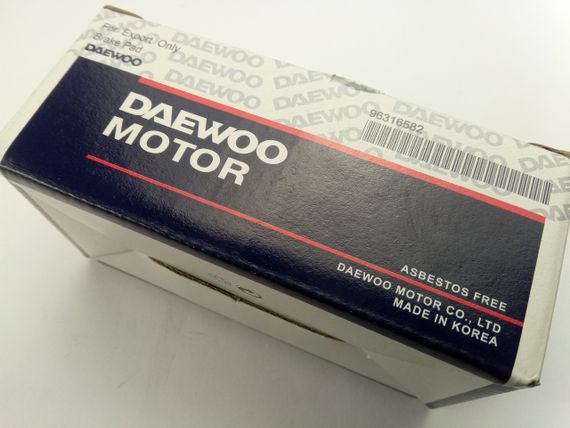 For Export Only
Brake Pad
DAEWOO
96316582
DAEWOO
MOTOR
ASBESTOS FREE
DAEWOO MOTOR CO., LTD
MADE IN KOREA